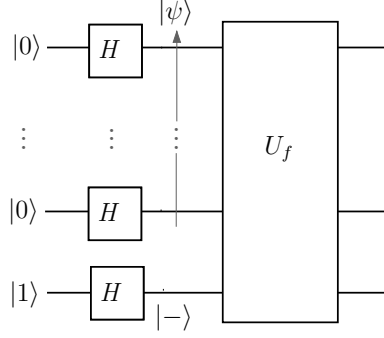 |ψ⟩
|0⟩ H
⋮ ⋮ ⋮
U_f
|0⟩ H
|1⟩ H
|−⟩